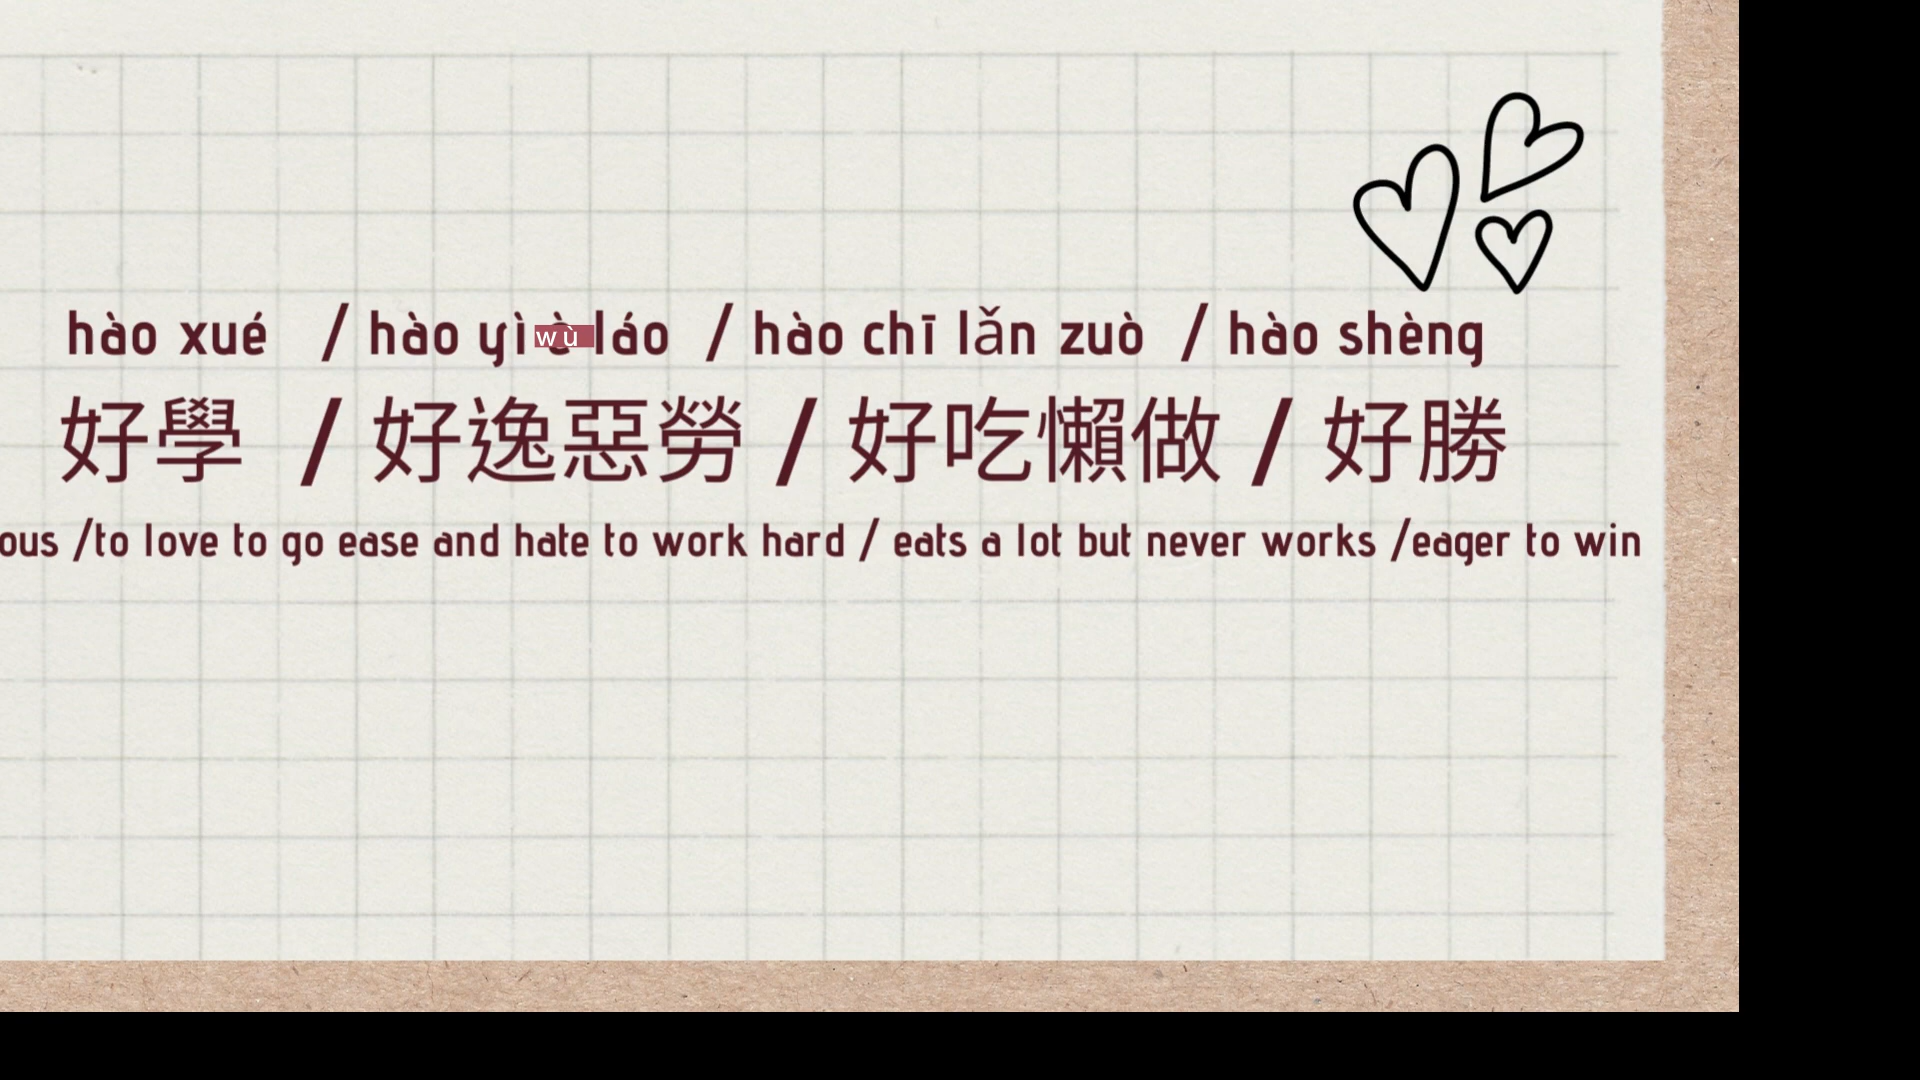 hào xué / hào yì wù láo / hào chī lǎn zuò / hào shèng
好學 / 好逸惡勞 / 好吃懶做 / 好勝
ous /to love to go ease and hate to work hard / eats a lot but never works /eager to win